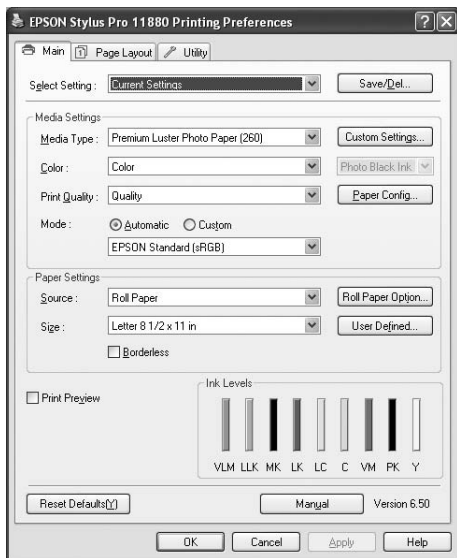 EPSON Stylus Pro 11880 Printing Preferences
Main Page Layout Utility
Select Setting : Current Settings Save/Del...
Media Settings
Media Type : Premium Luster Photo Paper (260) Custom Settings...
Color : Color Photo Black Ink
Print Quality : Quality Paper Config...
Mode : Automatic Custom
EPSON Standard (sRGB)
Paper Settings
Source : Roll Paper Roll Paper Option...
Size : Letter 8 1/2 x 11 in User Defined...
Borderless
Print Preview
Ink Levels
VLM LLK MK LK LC C VM PK Y
Reset Defaults(Y) Manual Version 6.50
OK Cancel Apply Help